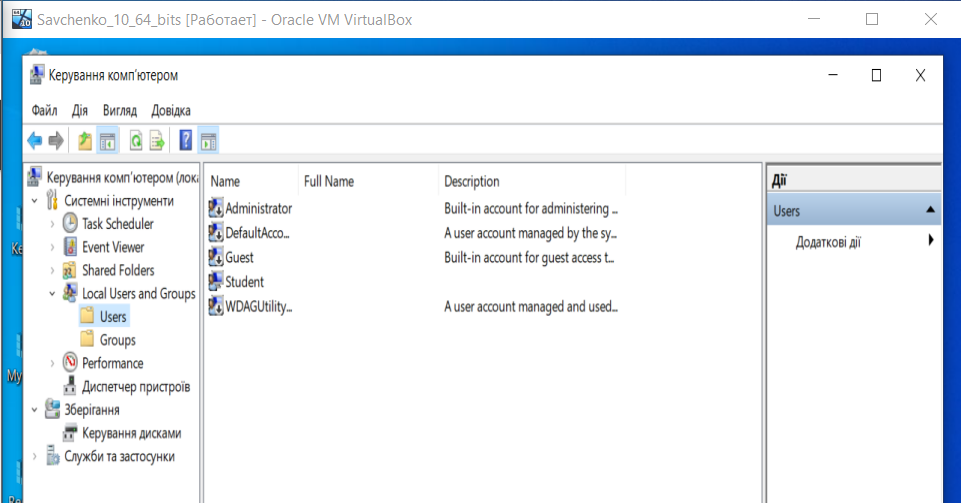 Savchenko_10_64_bits [Работает] - Oracle VM VirtualBox
Керування комп'ютером
Файл Дія Вигляд Довідка
Керування комп'ютером (лока
Системні інструменти
Task Scheduler
Event Viewer
Shared Folders
Local Users and Groups
Users
Groups
Performance
Диспетчер пристроїв
Зберігання
Керування дисками
Служби та застосунки
Name Full Name Description
Administrator Built-in account for administering ...
DefaultAcco... A user account managed by the sy...
Guest Built-in account for guest access t...
Student
WDAGUtility... A user account managed and used...
Дії
Users
Додаткові дії